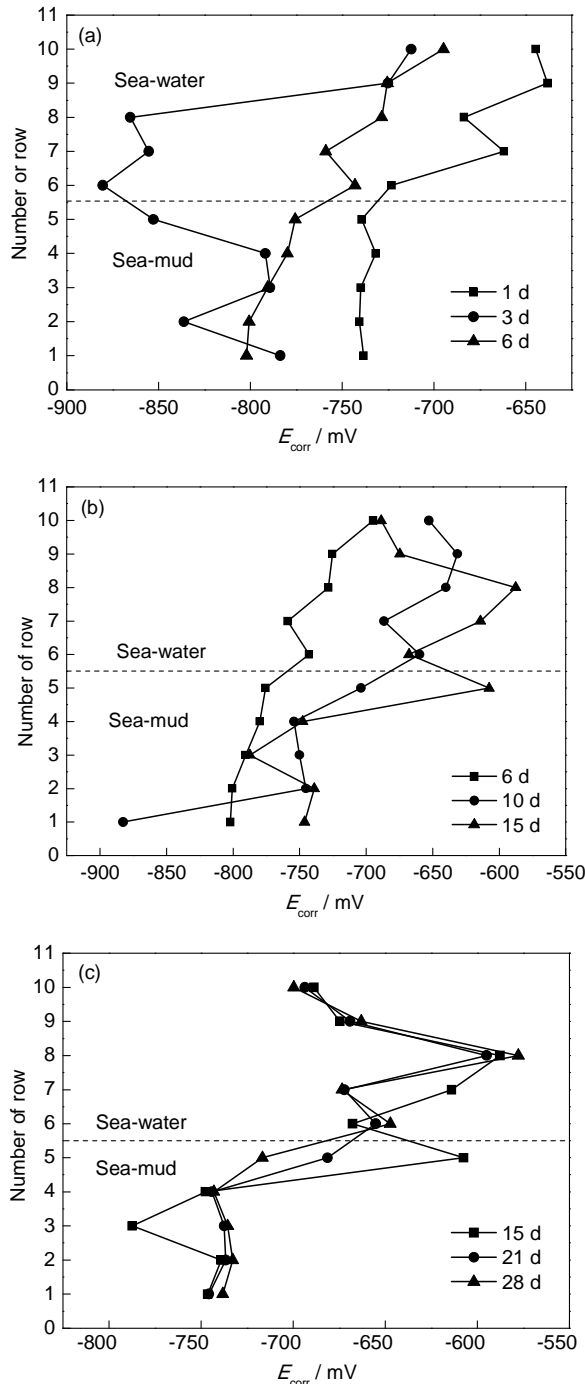 (a)
11
10
9
8
7
6
5
4
3
2
1
0
Number or row
Sea-water
Sea-mud
1 d
3 d
6 d
-900 -850 -800 -750 -700 -650
Ecorr / mV
(b)
11
10
9
8
7
6
5
4
3
2
1
0
Number of row
Sea-water
Sea-mud
6 d
10 d
15 d
-900 -850 -800 -750 -700 -650 -600 -550
Ecorr / mV
(c)
11
10
9
8
7
6
5
4
3
2
1
0
Number of row
Sea-water
Sea-mud
15 d
21 d
28 d
-800 -750 -700 -650 -600 -550
Ecorr / mV